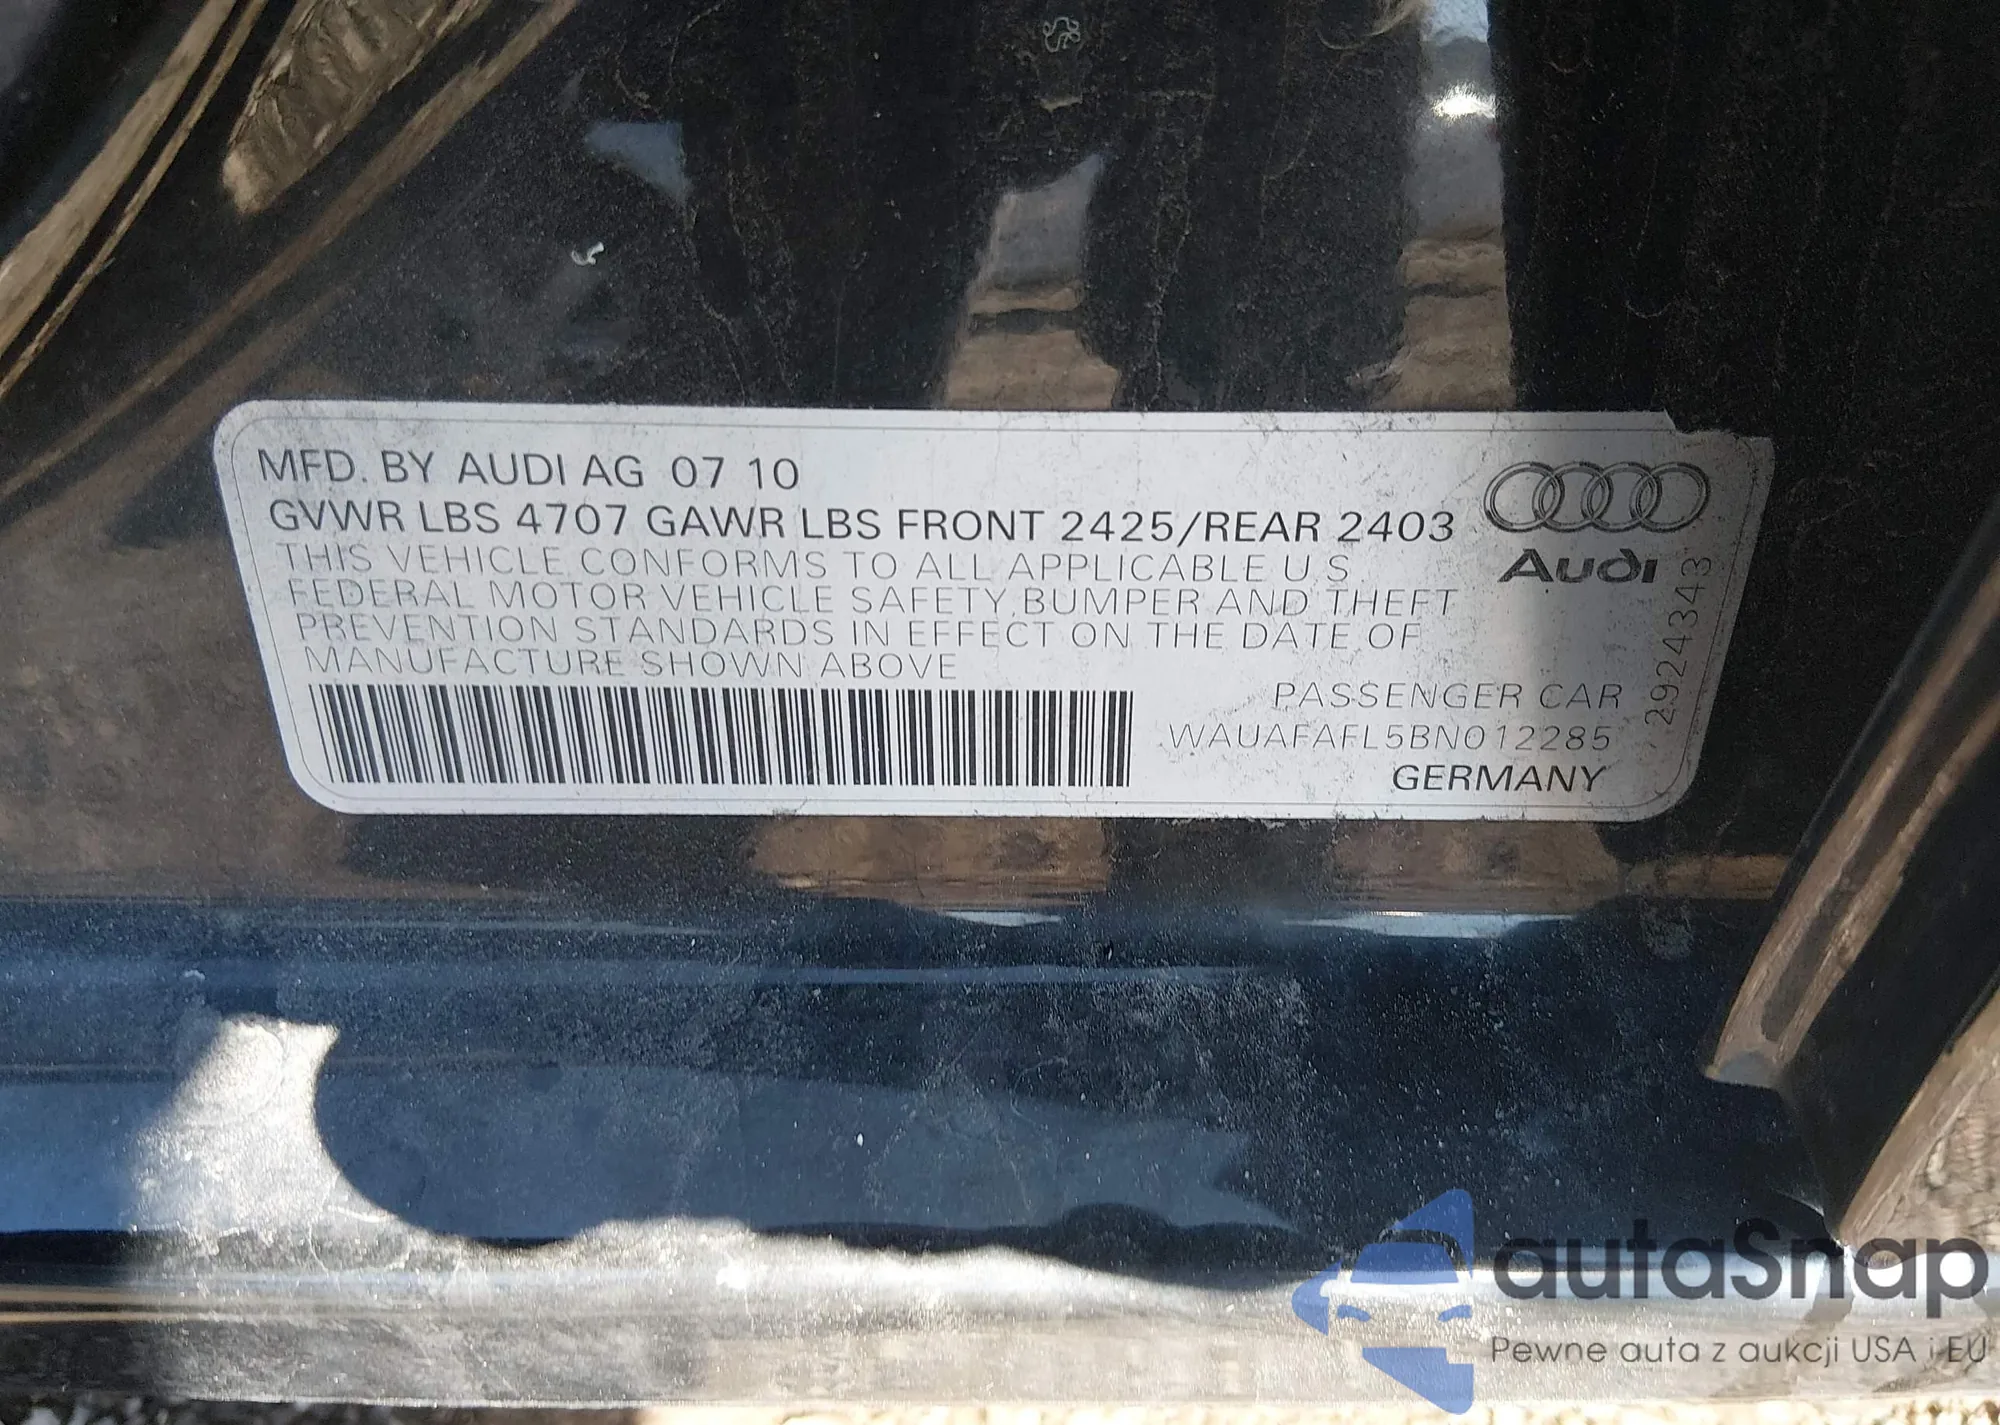 MFD. BY AUDI AG 07 10
GVWR LBS 4707 GAWR LBS FRONT 2425/REAR 2403
THIS VEHICLE CONFORMS TO ALL APPLICABLE U S
FEDERAL MOTOR VEHICLE SAFETY, BUMPER AND THEFT
PREVENTION STANDARDS IN EFFECT ON THE DATE OF
MANUFACTURE SHOWN ABOVE
Audi
2924343
PASSENGER CAR
WAUAFAFL5BN012285
GERMANY
autaSnap
Pewne auta z aukcji USA i EU